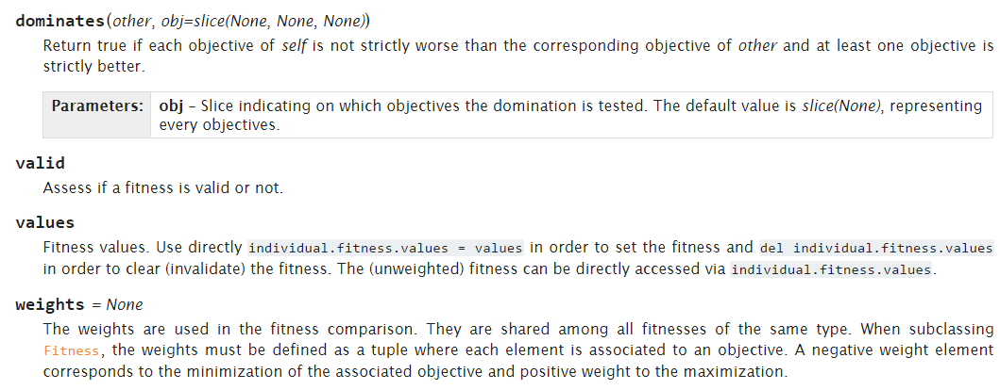 dominates(other, obj=slice(None, None, None))
Return true if each objective of self is not strictly worse than the corresponding objective of other and at least one objective is
strictly better.
Parameters: obj – Slice indicating on which objectives the domination is tested. The default value is slice(None), representing
every objectives.
valid
Assess if a fitness is valid or not.
values
Fitness values. Use directly individual.fitness.values = values in order to set the fitness and del individual.fitness.values
in order to clear (invalidate) the fitness. The (unweighted) fitness can be directly accessed via individual.fitness.values.
weights = None
The weights are used in the fitness comparison. They are shared among all fitnesses of the same type. When subclassing
Fitness, the weights must be defined as a tuple where each element is associated to an objective. A negative weight element
corresponds to the minimization of the associated objective and positive weight to the maximization.